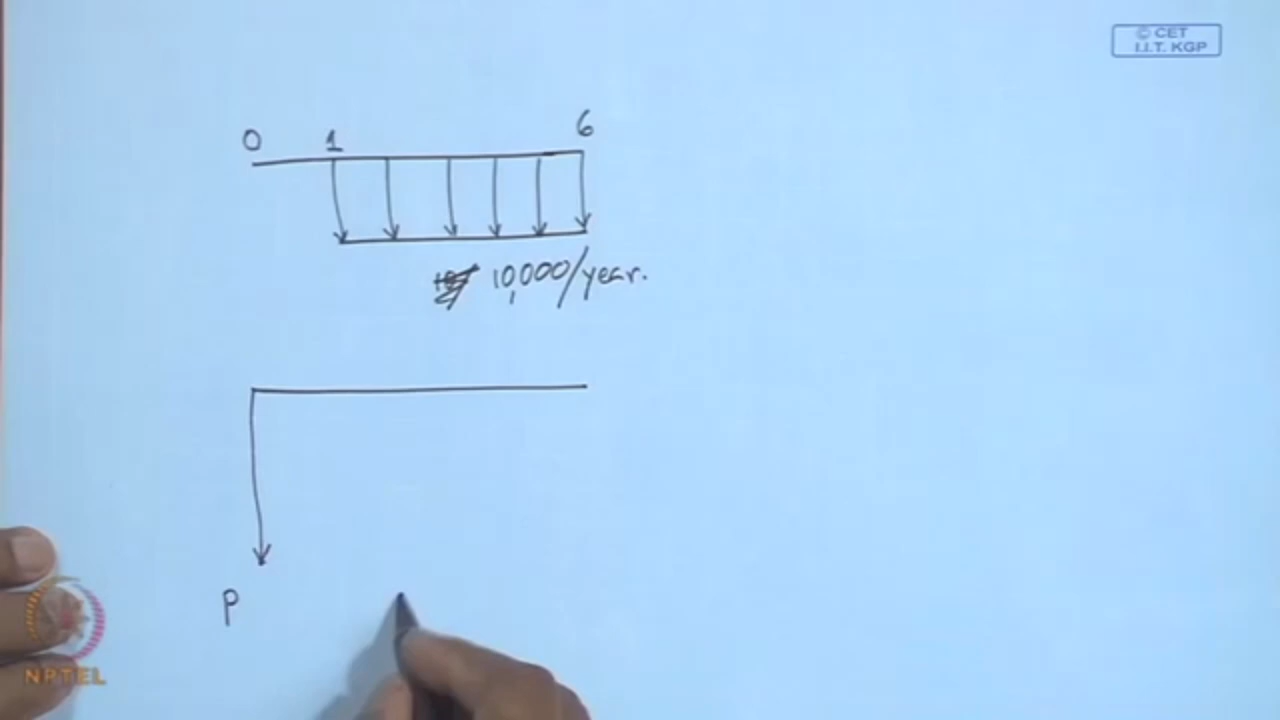 © CET
I.I.T. KGP
0 1 6
10,000/year.
P
NPTEL